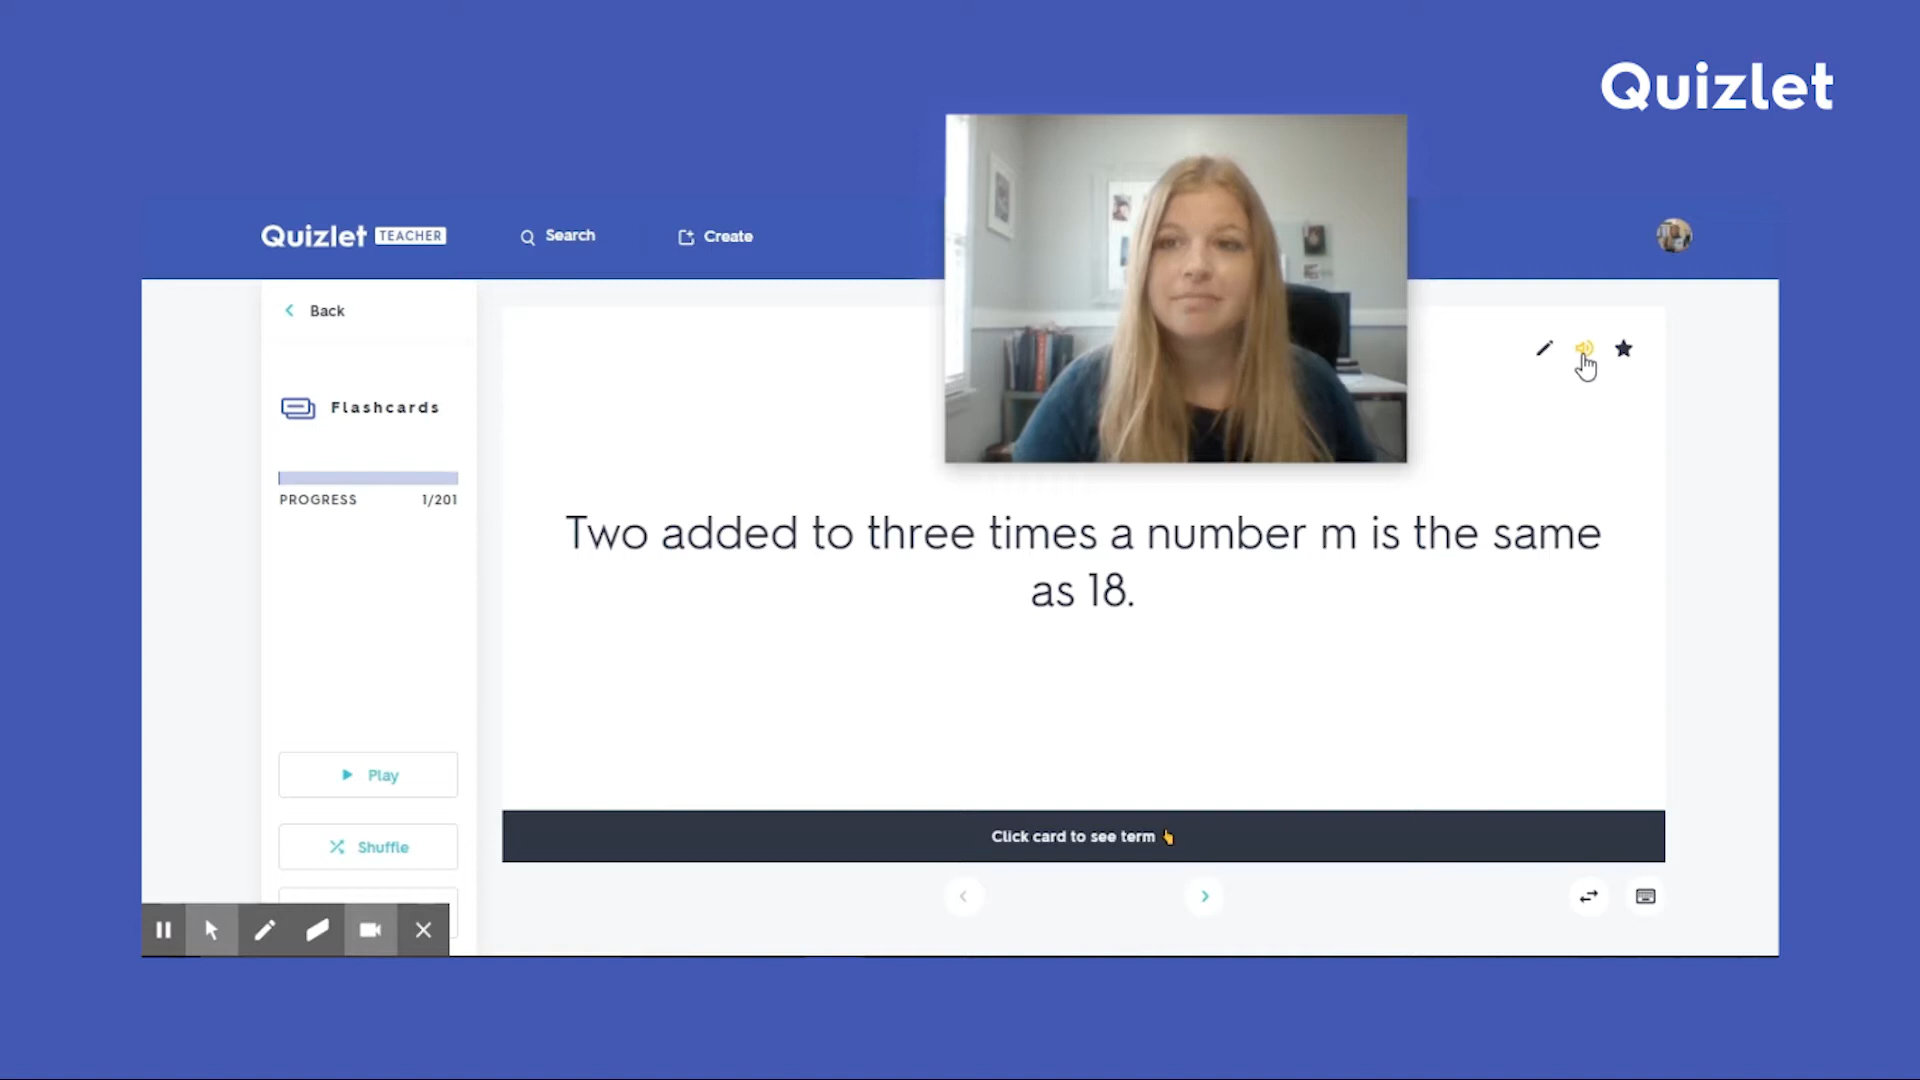 Quizlet
Quizlet TEACHER
Search
Create
Back
Flashcards
PROGRESS 1/201
Two added to three times a number m is the same
as 18.
Play
Shuffle
Click card to see term